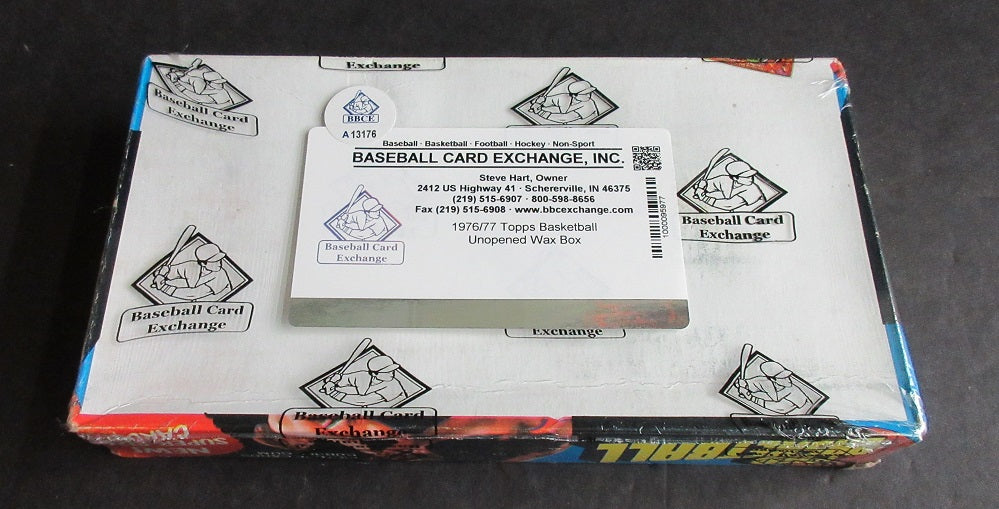 Exchange
Baseball Card
Exchange
BBCE
A 13176
Baseball · Basketball · Football · Hockey · Non-Sport
BASEBALL CARD EXCHANGE, INC.
Steve Hart, Owner
2412 US Highway 41 · Schererville, IN 46375
(219) 515-6907 · 800-598-8656
Fax (219) 515-6908 · www.bbcexchange.com
1976/77 Topps Basketball
Unopened Wax Box
Baseball Card
Exchange
1000095977
Baseball Card
Exchange
Baseball Card
Exchange
Exchange
Baseball Card
Exchange
NEW
BALL